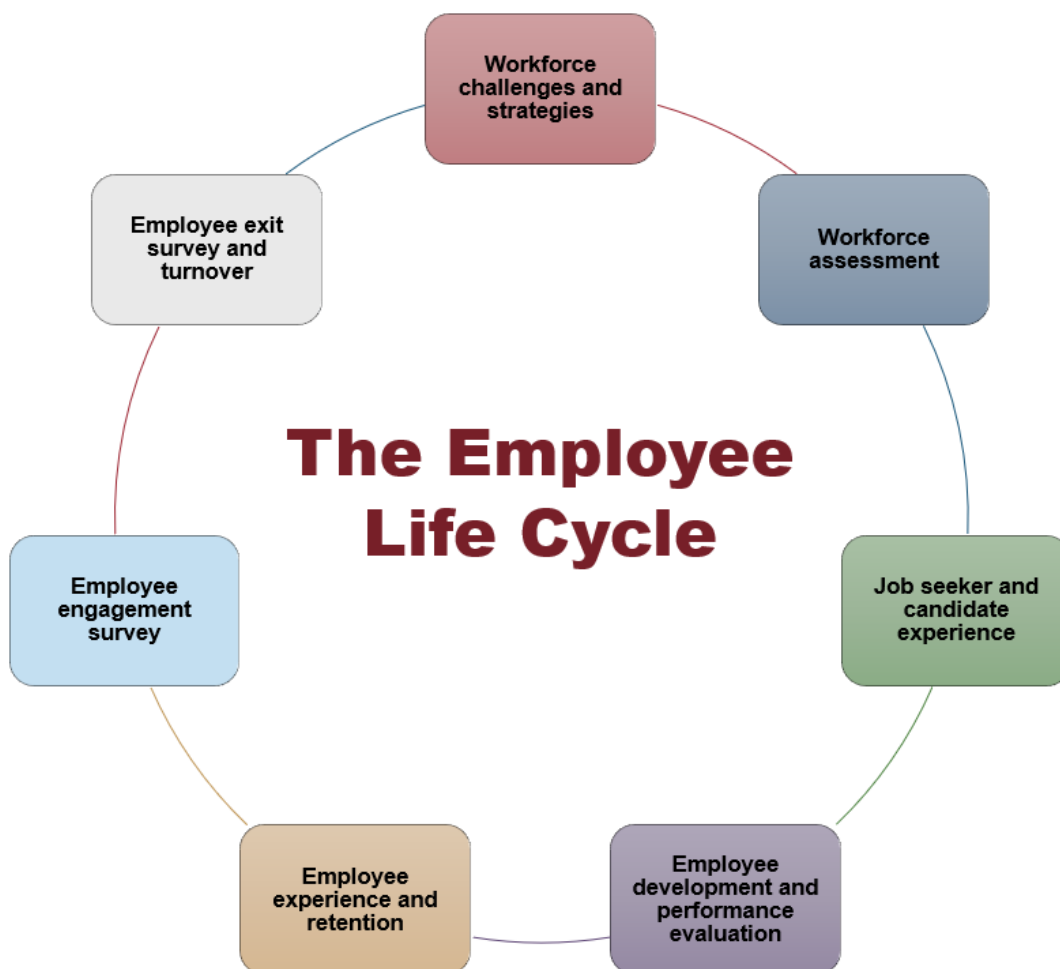 Workforce
challenges and
strategies
Workforce
assessment
Job seeker and
candidate
experience
Employee
development and
performance
evaluation
Employee
experience and
retention
Employee
engagement
survey
Employee exit
survey and
turnover
The Employee
Life Cycle